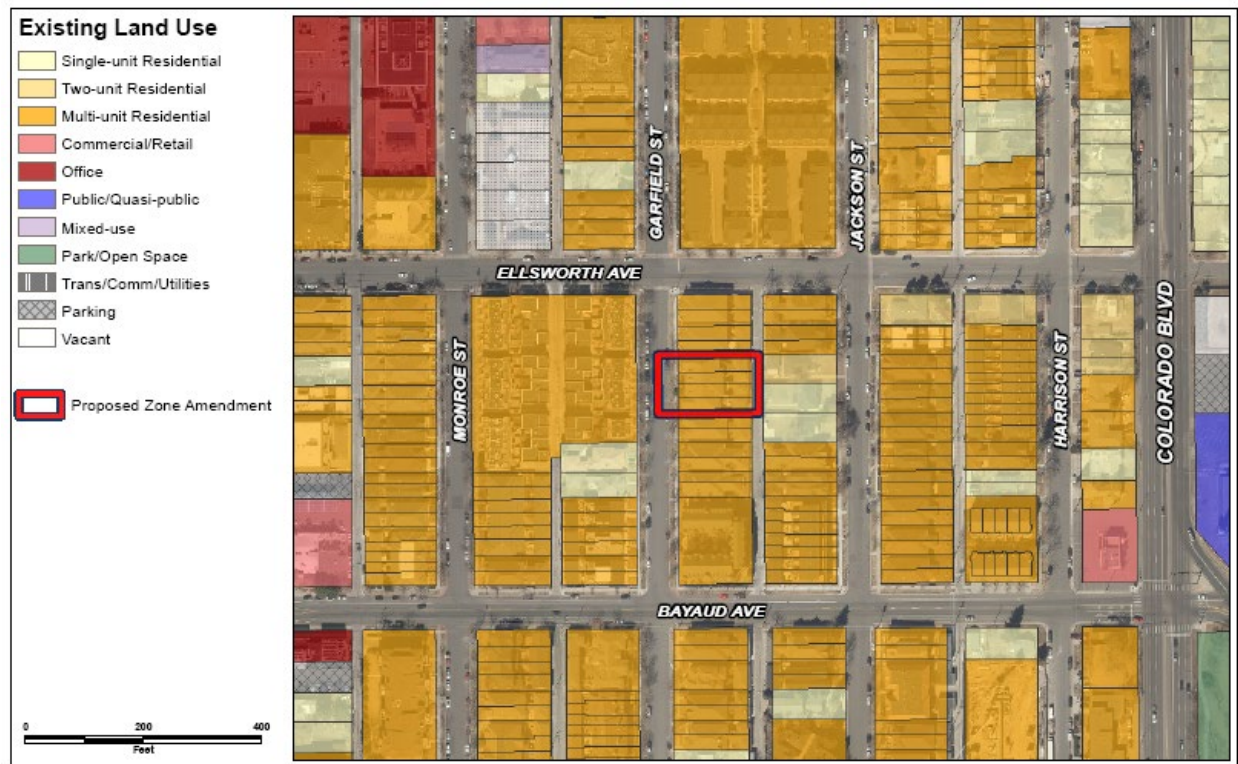 Existing Land Use
Single-unit Residential
Two-unit Residential
Multi-unit Residential
Commercial/Retail
Office
Public/Quasi-public
Mixed-use
Park/Open Space
Trans/Comm/Utilities
Parking
Vacant
Proposed Zone Amendment
0 200 400
Feet
GARFIELD ST
JACKSON ST
ELLSWORTH AVE
MONROE ST
HARRISON ST
COLORADO BLVD
BAYAUD AVE